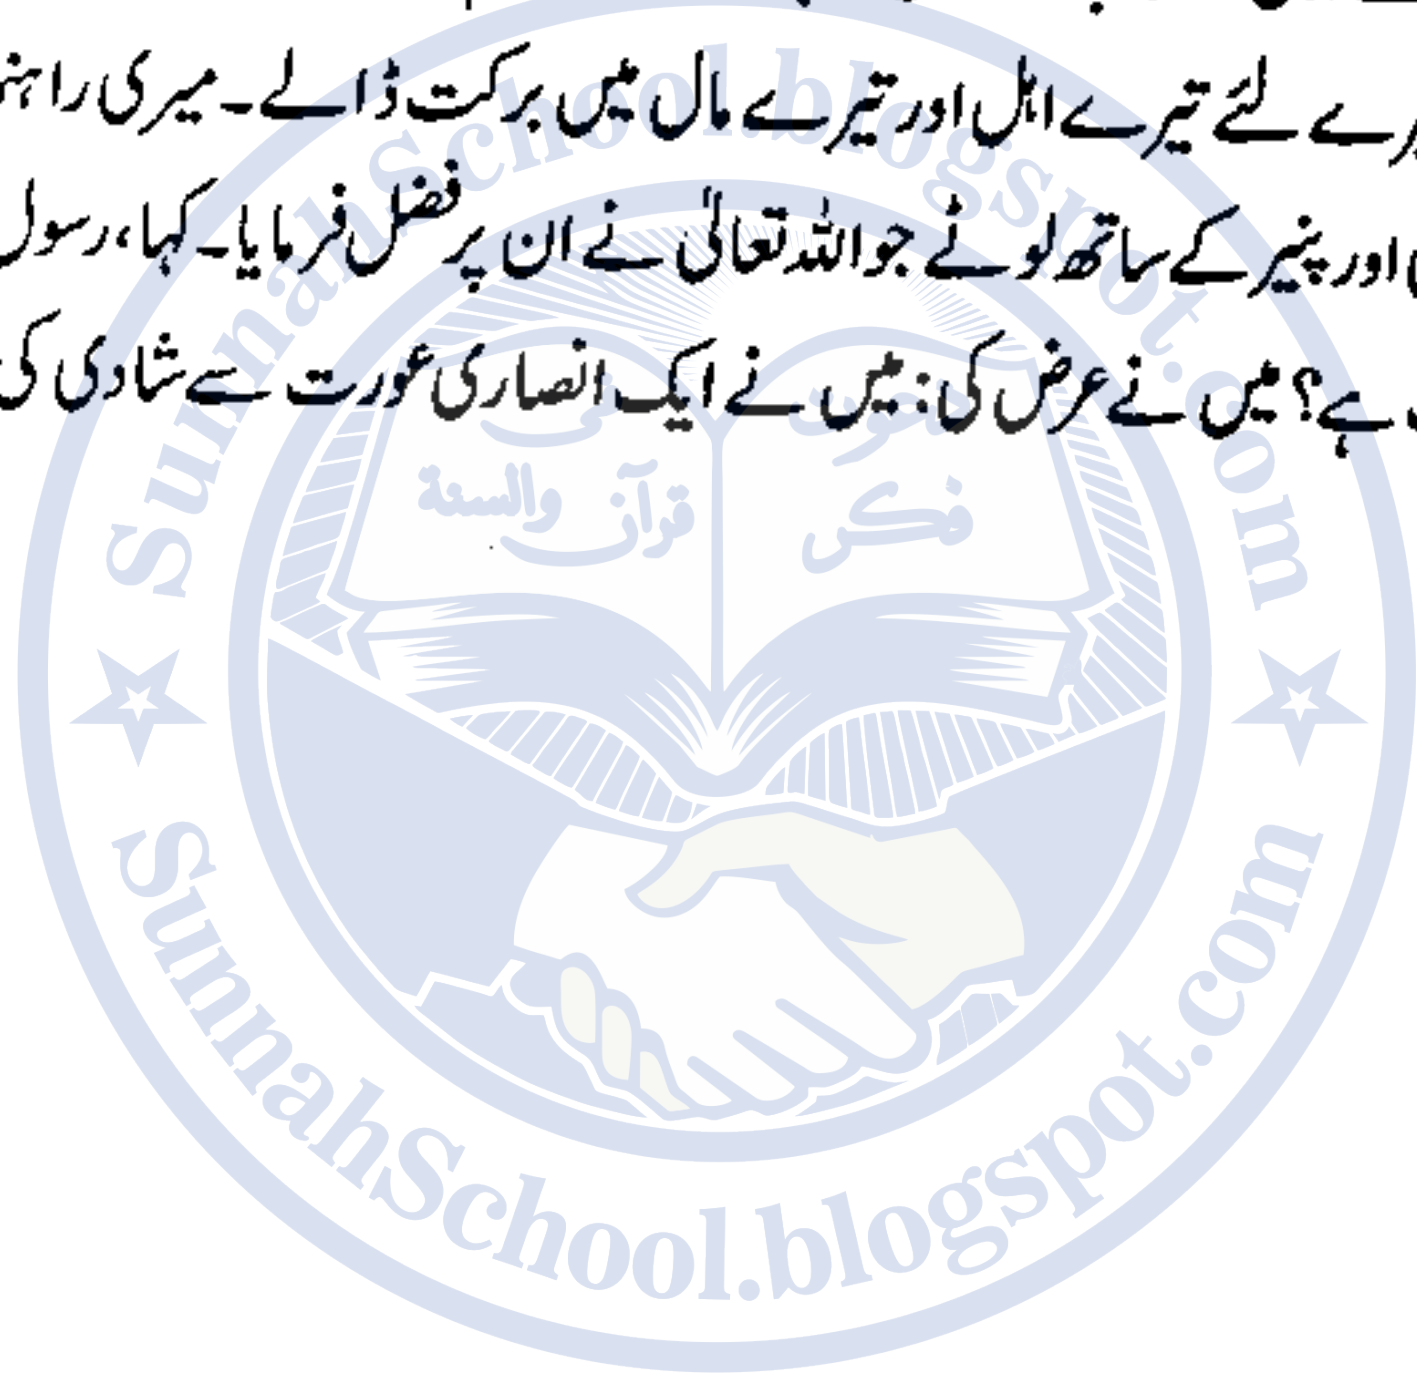 لئے تیرے اہل اور تیرے مال میں برکت ڈالے۔ میری
اور پنیر کے ساتھ لوٹے جو اللہ تعالیٰ نے ان پر فضل فرمایا۔ کہا، رسول
ہے؟ میں نے عرض کی: میں نے ایک انصاری عورت سے شادی کی
SunnahSchool.blogspot.com
دعوت
فکر
قرآن والسنة
SunnahSchool.blogspot.com